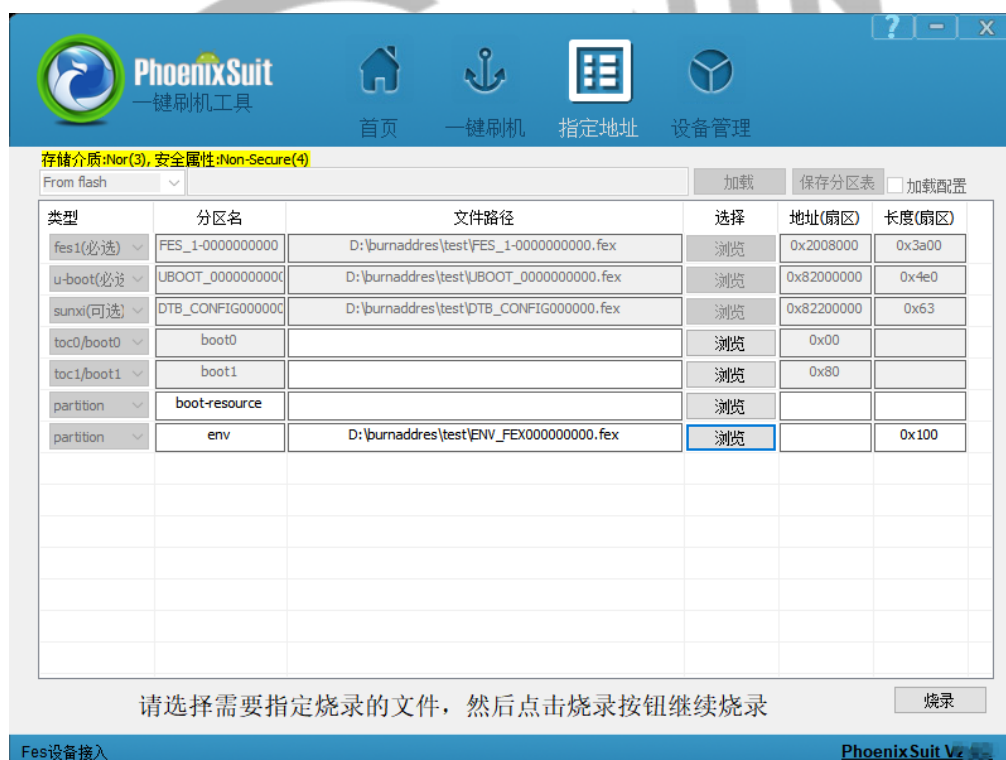 ? — X
PhoenixSuit
一键刷机工具
首页 一键刷机 指定地址 设备管理
存储介质:Nor(3), 安全属性:Non-Secure(4)
From flash 加载 保存分区表 加载配置
类型 分区名 文件路径 选择 地址(扇区) 长度(扇区)
fes1(必选) FES_1-0000000000 D:\burnaddres\test\FES_1-0000000000.fex 浏览 0x2008000 0x3a00
u-boot(必选 UBOOT_0000000000 D:\burnaddres\test\UBOOT_0000000000.fex 浏览 0x82000000 0x4e0
sunxi(可选) DTB_CONFIG000000 D:\burnaddres\test\DTB_CONFIG000000.fex 浏览 0x82200000 0x63
toc0/boot0 boot0 浏览 0x00
toc1/boot1 boot1 浏览 0x80
partition boot-resource 浏览
partition env D:\burnaddres\test\ENV_FEX000000000.fex 浏览 0x100
请选择需要指定烧录的文件，然后点击烧录按钮继续烧录
烧录
Fes设备接入 PhoenixSuit